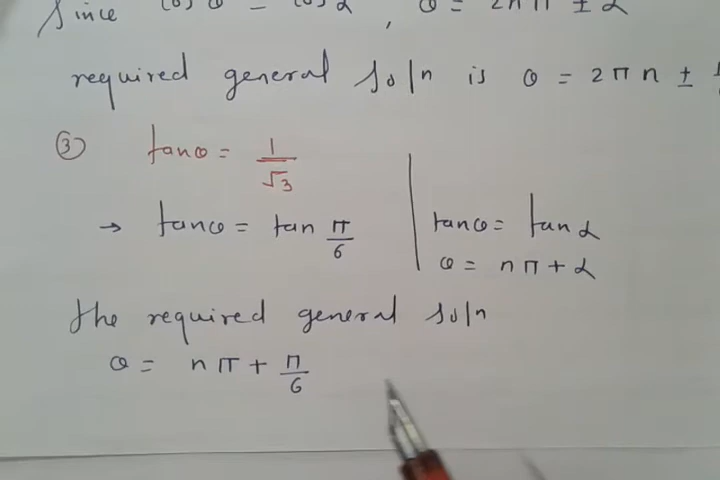 Since cos θ = cos α, θ = 2nπ ± α
required general soln is θ = 2πn ±
③ tanθ = 1/√3
→ tanθ = tan π/6
tanθ = tan α
θ = nπ + α
The required general soln
θ = nπ + π/6